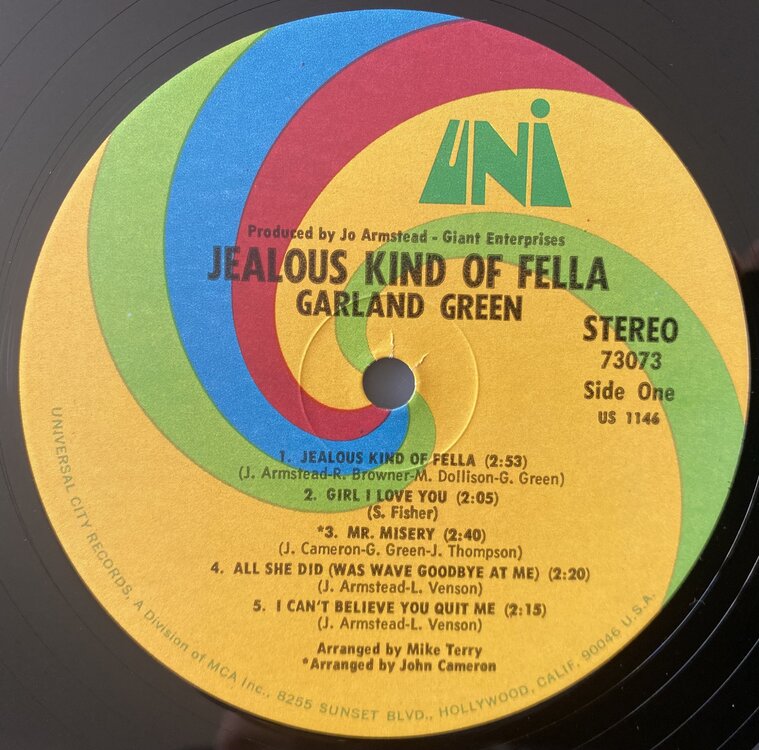 UNI
Produced by Jo Armstead - Giant Enterprises
JEALOUS KIND OF FELLA
GARLAND GREEN
STEREO
73073
Side One
US 1146
1. JEALOUS KIND OF FELLA (2:53)
(J. Armstead-R. Browner-M. Dollison-G. Green)
2. GIRL I LOVE YOU (2:05)
(S. Fisher)
*3. MR. MISERY (2:40)
(J. Cameron-G. Green-J. Thompson)
4. ALL SHE DID (WAS WAVE GOODBYE AT ME) (2:20)
(J. Armstead-L. Venson)
5. I CAN'T BELIEVE YOU QUIT ME (2:15)
(J. Armstead-L. Venson)
Arranged by Mike Terry
*Arranged by John Cameron
UNIVERSAL CITY RECORDS, A Division of MCA Inc., 8255 SUNSET BLVD., HOLLYWOOD, CALIF. 90046 U.S.A.